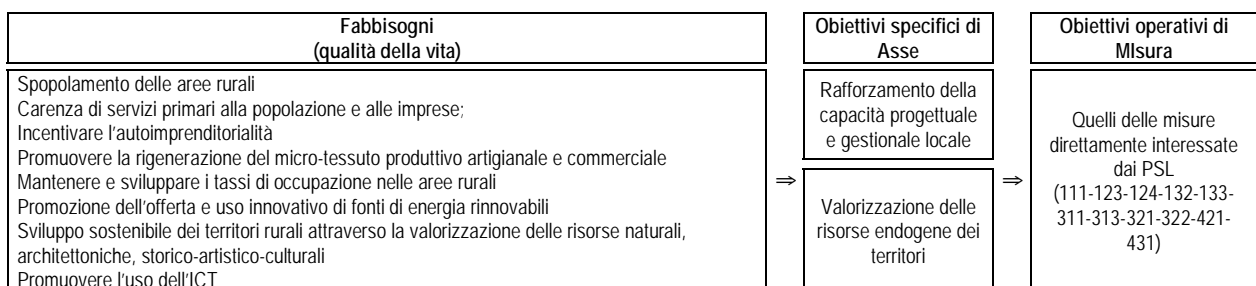 Fabbisogni
(qualità della vita)
Obiettivi specifici di
Asse
Obiettivi operativi di
MIsura
Spopolamento delle aree rurali
Carenza di servizi primari alla popolazione e alle imprese;
Incentivare l'autoimprenditorialità
Promuovere la rigenerazione del micro-tessuto produttivo artigianale e commerciale
Mantenere e sviluppare i tassi di occupazione nelle aree rurali
Promozione dell'offerta e uso innovativo di fonti di energia rinnovabili
Sviluppo sostenibile dei territori rurali attraverso la valorizzazione delle risorse naturali,
architettoniche, storico-artistico-culturali
Promuovere l'uso dell'ICT
⇒
Rafforzamento della
capacità progettuale
e gestionale locale
Valorizzazione delle
risorse endogene dei
territori
⇒
Quelli delle misure
direttamente interessate
dai PSL
(111-123-124-132-133-
311-313-321-322-421-
431)